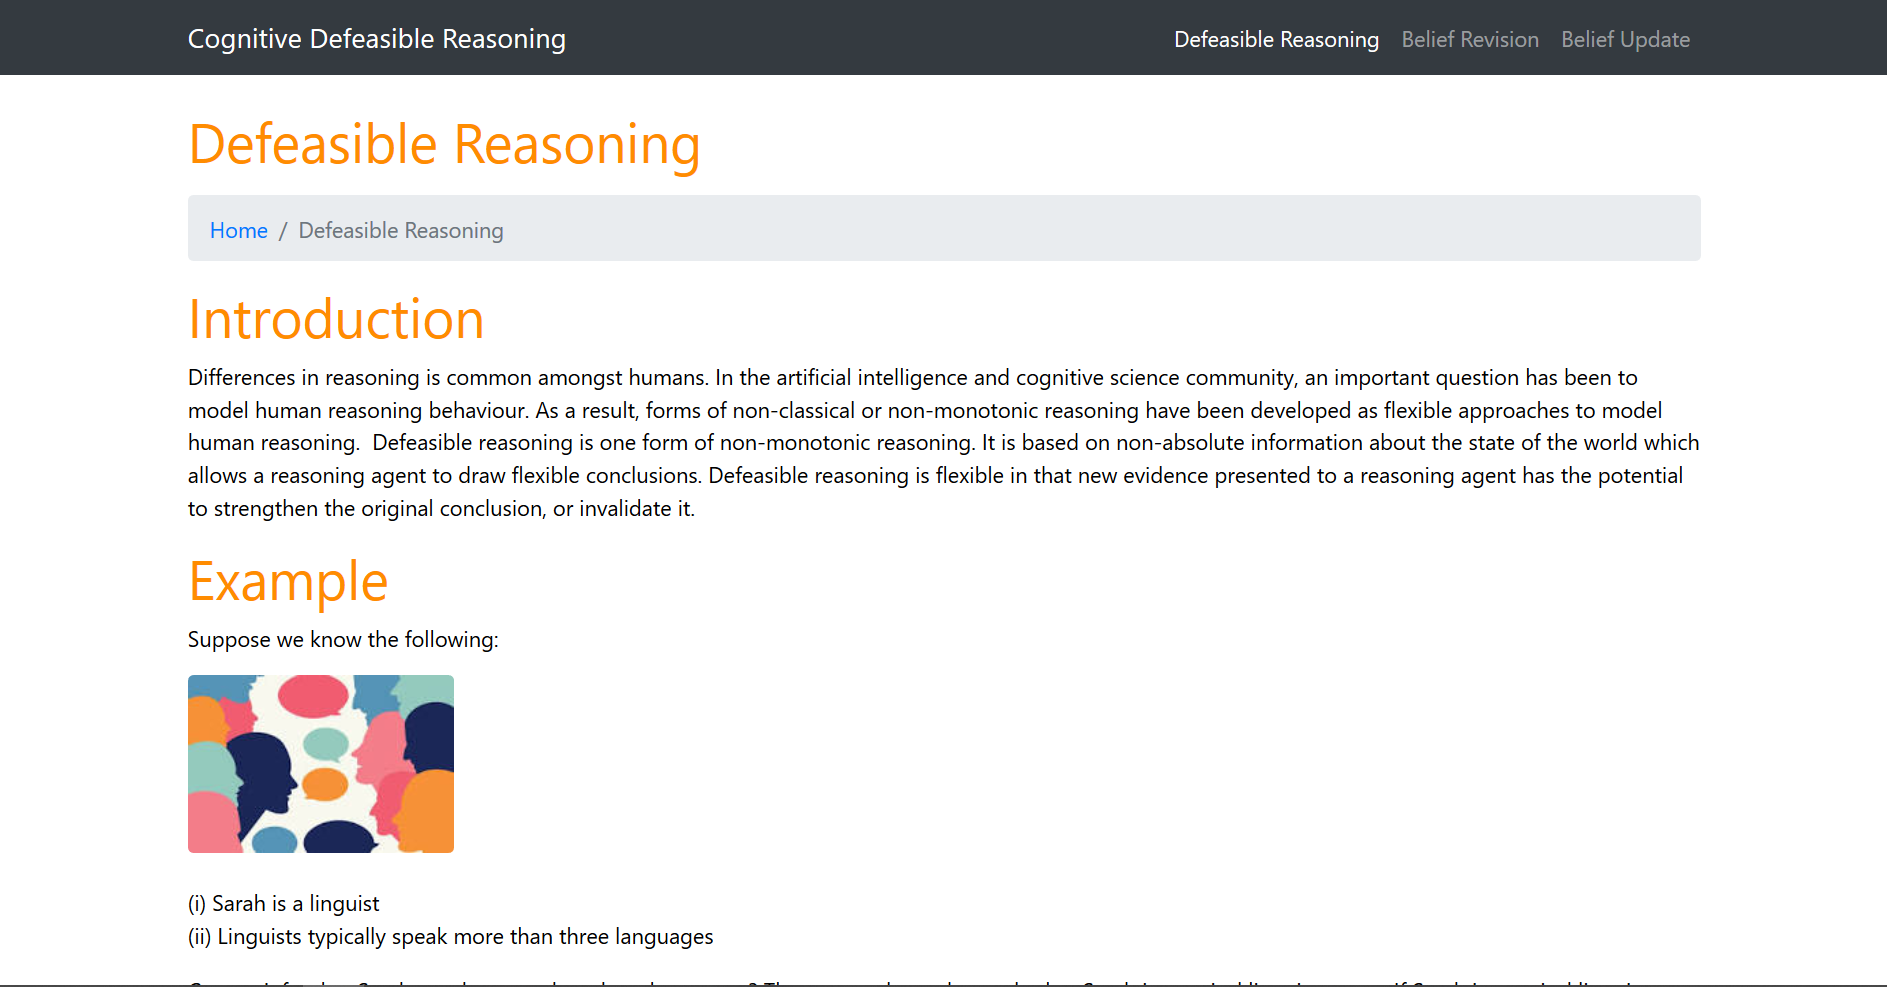 Cognitive Defeasible Reasoning
Defeasible Reasoning Belief Revision Belief Update
Defeasible Reasoning
Home / Defeasible Reasoning
Introduction
Differences in reasoning is common amongst humans. In the artificial intelligence and cognitive science community, an important question has been to
model human reasoning behaviour. As a result, forms of non-classical or non-monotonic reasoning have been developed as flexible approaches to model
human reasoning.  Defeasible reasoning is one form of non-monotonic reasoning. It is based on non-absolute information about the state of the world which
allows a reasoning agent to draw flexible conclusions. Defeasible reasoning is flexible in that new evidence presented to a reasoning agent has the potential
to strengthen the original conclusion, or invalidate it.
Example
Suppose we know the following:
(i) Sarah is a linguist
(ii) Linguists typically speak more than three languages